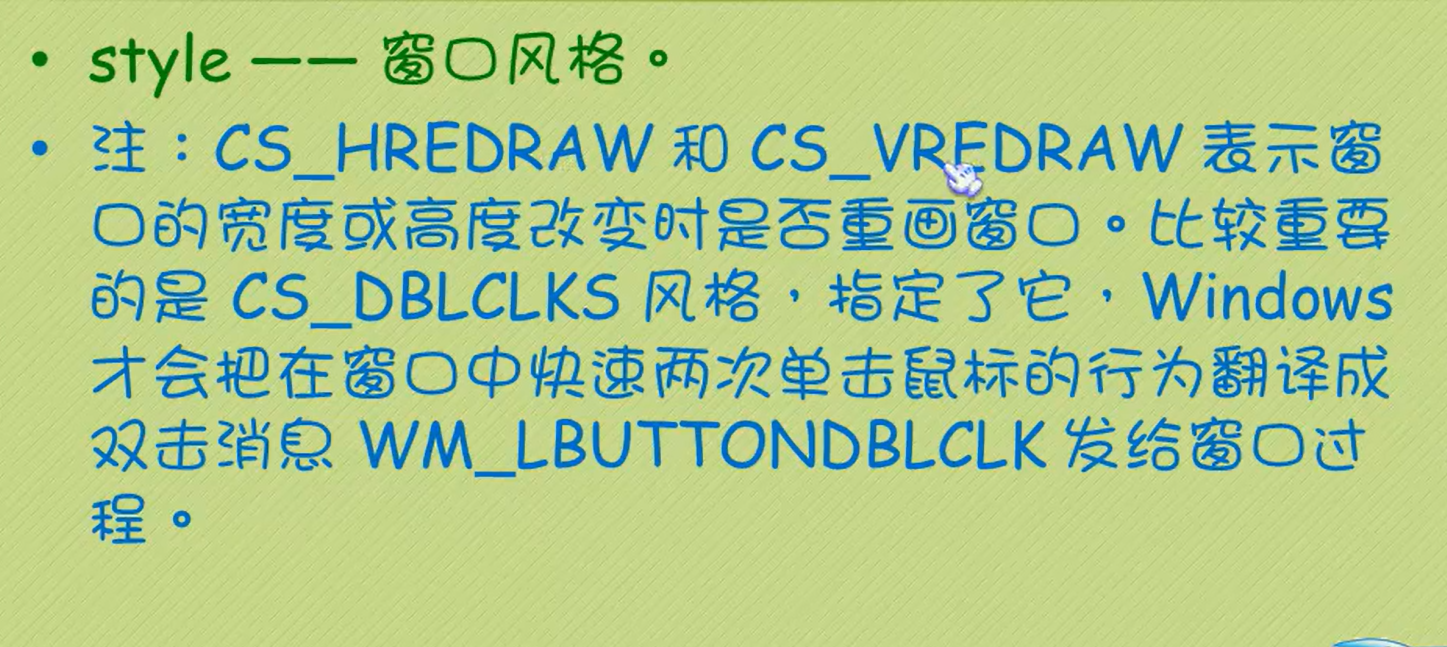 • style —— 窗口风格。
• 注：CS_HREDRAW 和 CS_VREDRAW 表示窗
口的宽度或高度改变时是否重画窗口。比较重要
的是 CS_DBLCLKS 风格，指定了它，Windows
才会把在窗口中快速两次单击鼠标的行为翻译成
双击消息 WM_LBUTTONDBLCLK 发给窗口过
程。